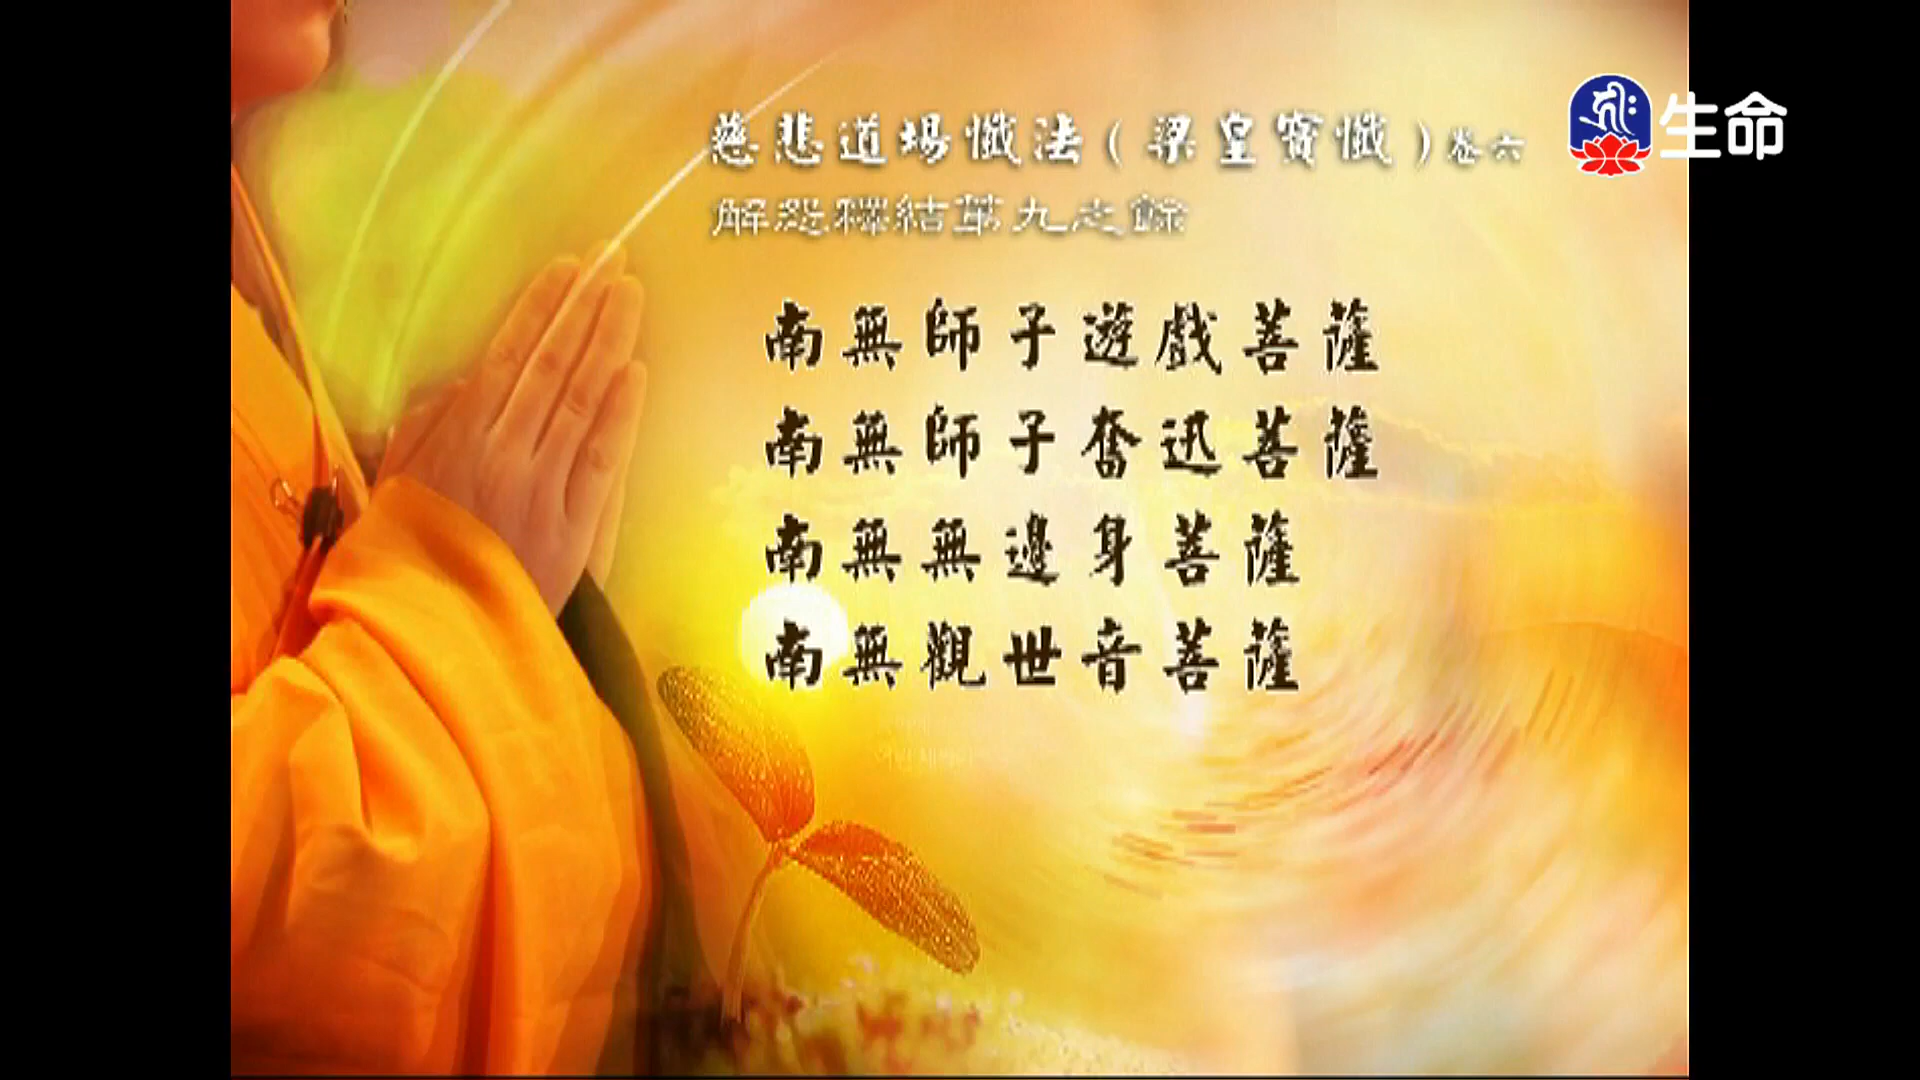 慈悲道場懺法(梁皇寶懺)卷六
生命
解冤釋結第九之餘
南無師子遊戲菩薩
南無師子奮迅菩薩
南無無邊身菩薩
南無觀世音菩薩